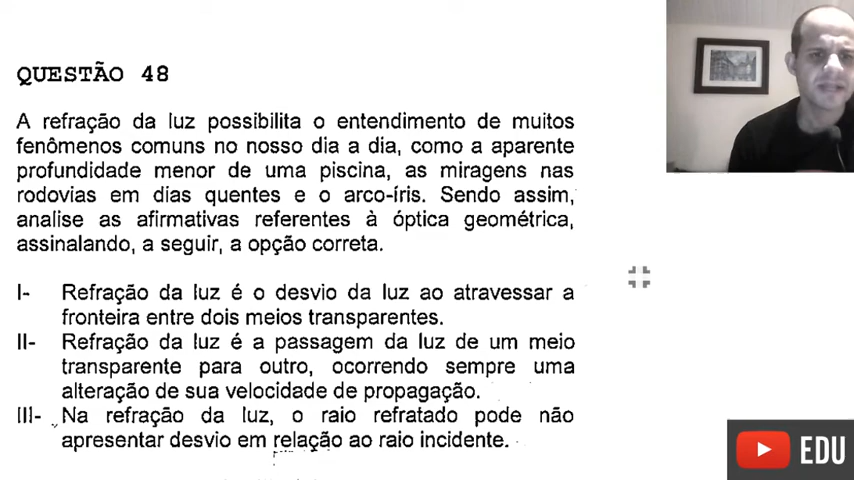 QUESTÃO 48
A refração da luz possibilita o entendimento de muitos
fenômenos comuns no nosso dia a dia, como a aparente
profundidade menor de uma piscina, as miragens nas
rodovias em dias quentes e o arco-íris. Sendo assim,
analise as afirmativas referentes à óptica geométrica,
assinalando, a seguir, a opção correta.
I- Refração da luz é o desvio da luz ao atravessar a
fronteira entre dois meios transparentes.
II- Refração da luz é a passagem da luz de um meio
transparente para outro, ocorrendo sempre uma
alteração de sua velocidade de propagação.
III- Na refração da luz, o raio refratado pode não
apresentar desvio em relação ao raio incidente.
EDU